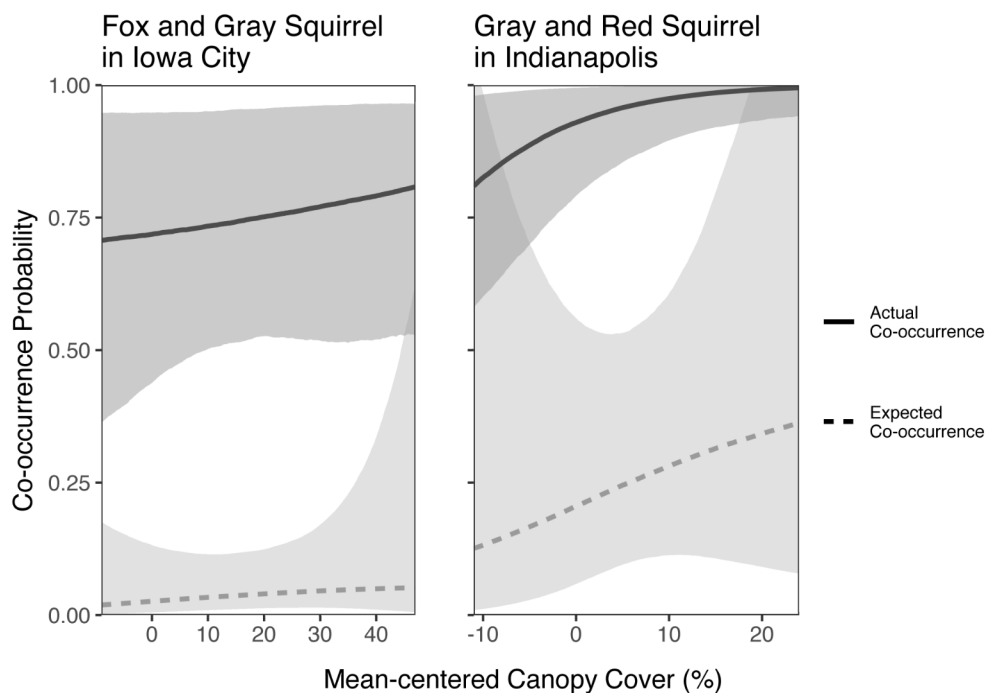 Fox and Gray Squirrel
in Iowa City
Gray and Red Squirrel
in Indianapolis
Co-occurrence Probability
1.00
0.75
0.50
0.25
0.00
0
10
20
30
40
-10
0
10
20
Mean-centered Canopy Cover (%)
Actual
Co-occurrence
Expected
Co-occurrence